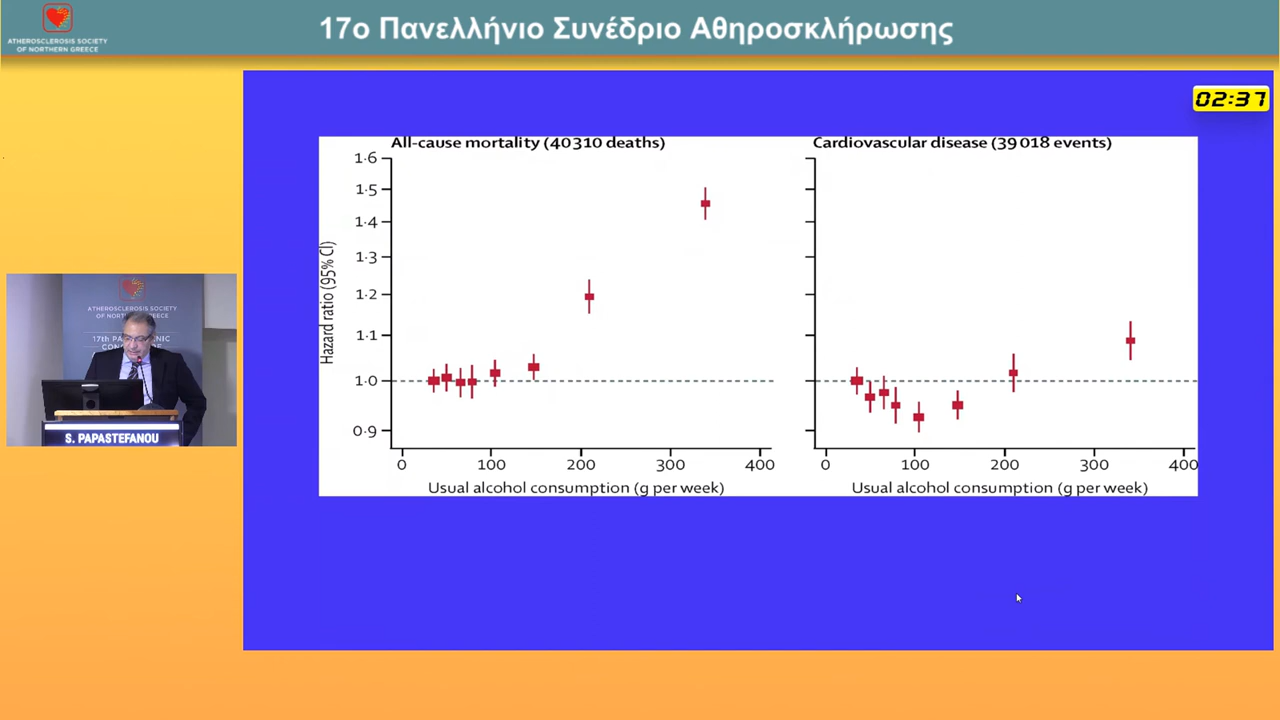 17ο Πανελλήνιο Συνέδριο Αθηροσκλήρωσης
ATHEROSCLEROSIS SOCIETY
OF NORTHERN GREECE
02:37
All-cause mortality (40 310 deaths)
Cardiovascular disease (39 018 events)
Hazard ratio (95% CI)
1·6
1·5
1·4
1·3
1·2
1·1
1·0
0·9
0 100 200 300 400
0 100 200 300 400
Usual alcohol consumption (g per week)
Usual alcohol consumption (g per week)
ATHEROSCLEROSIS SOCIETY
17th
S. PAPASTEFANOU